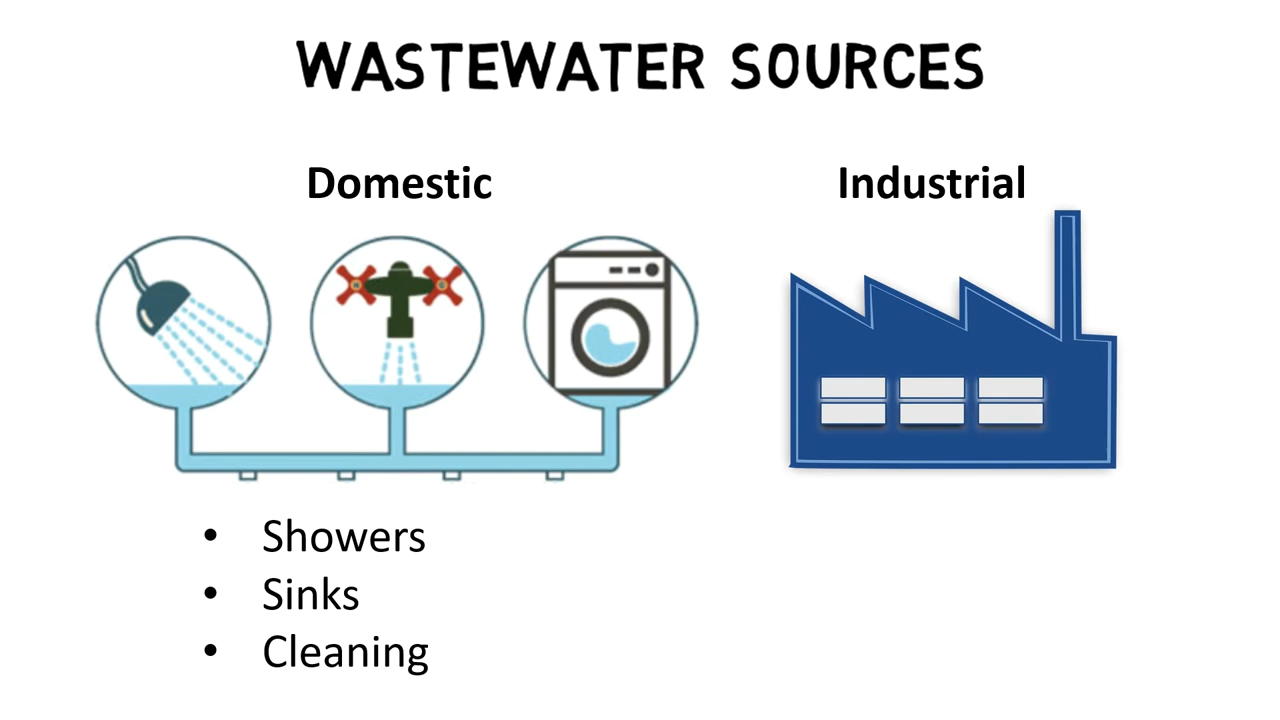 WASTEWATER SOURCES
Domestic
Industrial
• Showers
• Sinks
• Cleaning